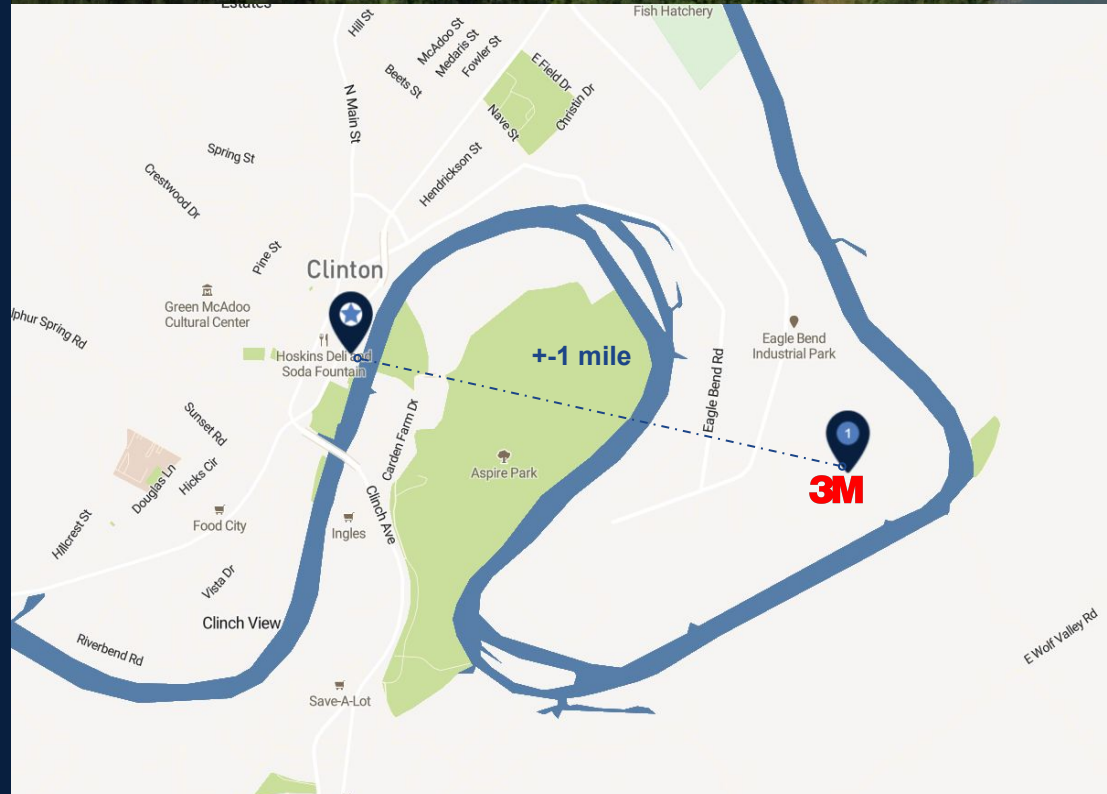 Estates
Fish Hatchery
Hill St
McAdoo St
Medaris St
Fowler St
Beets St
E Field Dr
Christin Dr
Nave St
N Main St
Hendrickson St
Spring St
Crestwood Dr
Pine St
Clinton
Green McAdoo
Cultural Center
lphur Spring Rd
Hoskins Deli and
Soda Fountain
+-1 mile
Eagle Bend
Industrial Park
Eagle Bend Rd
1
3M
Carden Farm Dr
Aspire Park
Sunset Rd
Hicks Cir
Douglas Ln
Hillcrest St
Food City
Ingles
Clinch Ave
Vista Dr
Clinch View
Riverbend Rd
E Wolf Valley Rd
Save-A-Lot